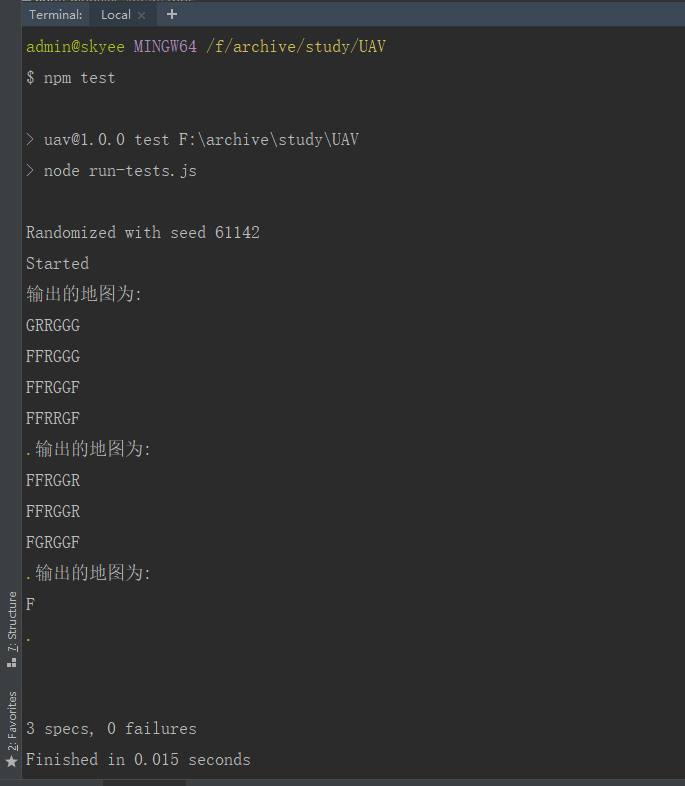 Terminal: Local × +
admin@skyee MINGW64 /f/archive/study/UAV
$ npm test
> uav@1.0.0 test F:\archive\study\UAV
> node run-tests.js
Randomized with seed 61142
Started
输出的地图为:
GRRGGG
FFRGGG
FFRGGF
FFRRGF
.输出的地图为:
FFRGGR
FFRGGR
FGRGGF
.输出的地图为:
F
.
3 specs, 0 failures
Finished in 0.015 seconds
7: Structure
2: Favorites